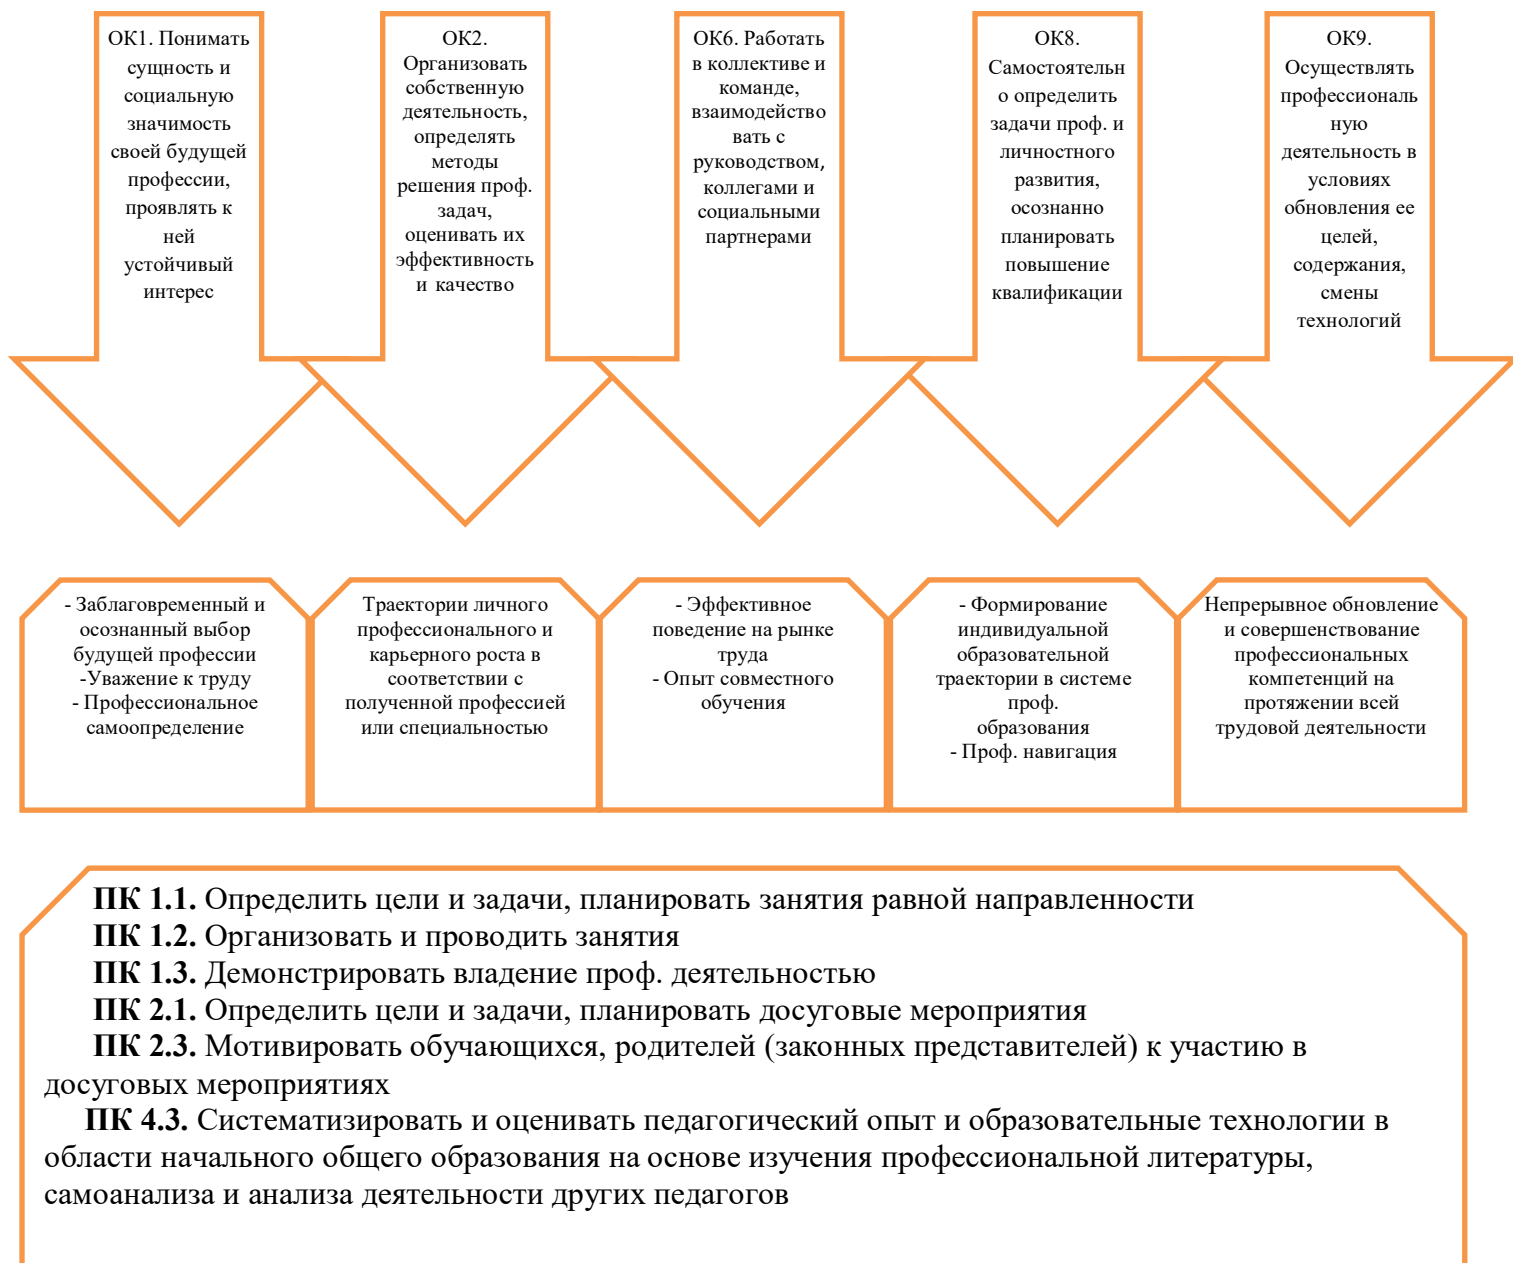 ОК1. Понимать
сущность и
социальную
значимость
своей будущей
профессии,
проявлять к
ней
устойчивый
интерес
ОК2.
Организовать
собственную
деятельность,
определять
методы
решения проф.
задач,
оценивать их
эффективность
и качество
ОК6. Работать
в коллективе и
команде,
взаимодейство
вать с
руководством,
коллегами и
социальными
партнерами
ОК8.
Самостоятельн
о определить
задачи проф. и
личностного
развития,
осознанно
планировать
повышение
квалификации
ОК9.
Осуществлять
профессиональ
ную
деятельность в
условиях
обновления ее
целей,
содержания,
смены
технологий
- Заблаговременный и
осознанный выбор
будущей профессии
-Уважение к труду
- Профессиональное
самоопределение
Траектории личного
профессионального и
карьерного роста в
соответствии с
полученной профессией
или специальностью
- Эффективное
поведение на рынке
труда
- Опыт совместного
обучения
- Формирование
индивидуальной
образовательной
траектории в системе
проф.
образования
- Проф. навигация
Непрерывное обновление
и совершенствование
профессиональных
компетенций на
протяжении всей
трудовой деятельности
ПК 1.1. Определить цели и задачи, планировать занятия равной направленности
ПК 1.2. Организовать и проводить занятия
ПК 1.3. Демонстрировать владение проф. деятельностью
ПК 2.1. Определить цели и задачи, планировать досуговые мероприятия
ПК 2.3. Мотивировать обучающихся, родителей (законных представителей) к участию в
досуговых мероприятиях
ПК 4.3. Систематизировать и оценивать педагогический опыт и образовательные технологии в
области начального общего образования на основе изучения профессиональной литературы,
самоанализа и анализа деятельности других педагогов